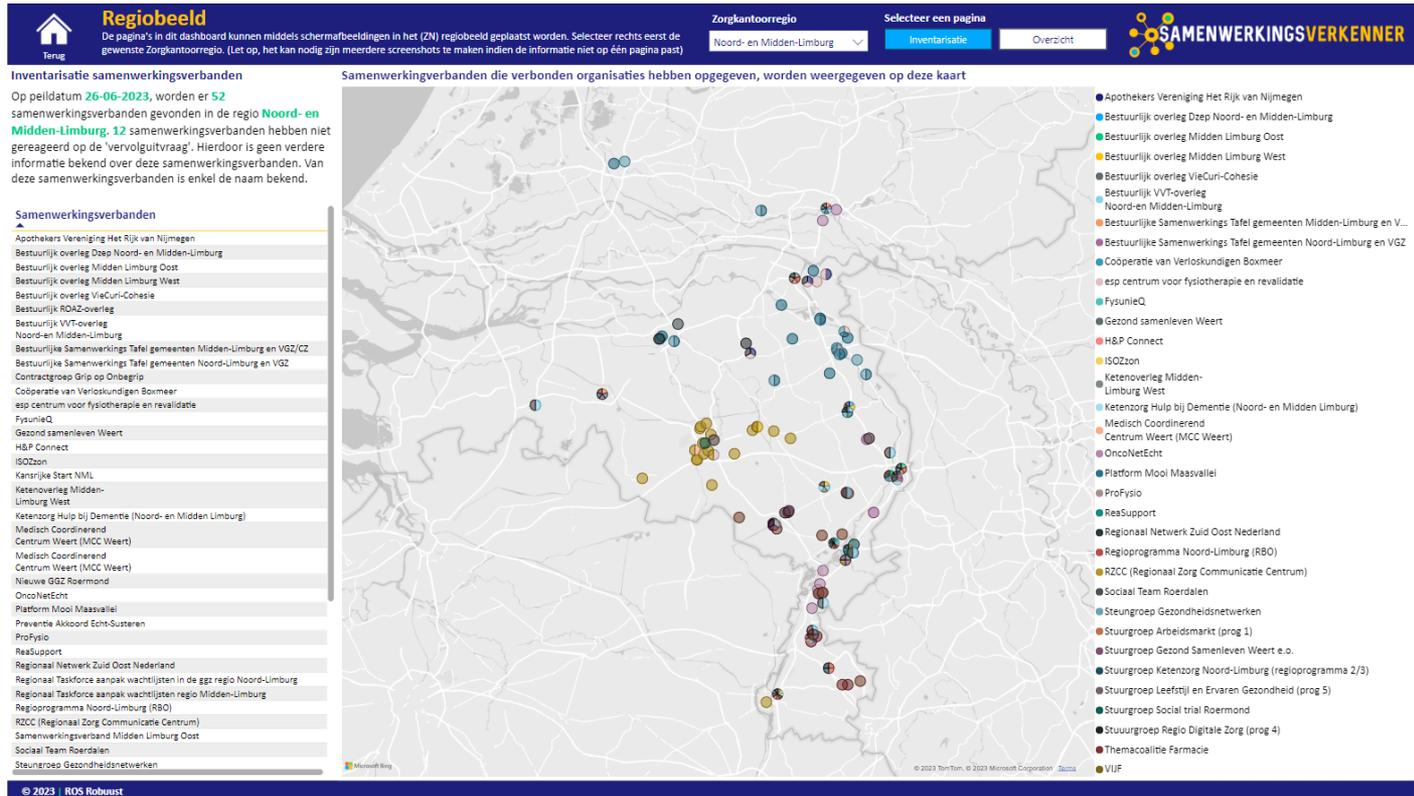 Terug
Regiobeeld
De pagina's in dit dashboard kunnen middels schermafbeeldingen in het (ZN) regiobeeld geplaatst worden. Selecteer rechts eerst de
gewenste Zorgkantoorregio. (Let op, het kan nodig zijn meerdere screenshots te maken indien de informatie niet op één pagina past)
Zorgkantoorregio
Noord- en Midden-Limburg
Selecteer een pagina
Inventarisatie
Overzicht
SAMENWERKINGSVERKENNER
Inventarisatie samenwerkingsverbanden
Op peildatum 26-06-2023, worden er 52
samenwerkingsverbanden gevonden in de regio Noord- en
Midden-Limburg. 12 samenwerkingsverbanden hebben niet
gereageerd op de 'vervolguitvraag'. Hierdoor is geen verdere
informatie bekend over deze samenwerkingsverbanden. Van
deze samenwerkingsverbanden is enkel de naam bekend.
Samenwerkingsverbanden
Apothekers Vereniging Het Rijk van Nijmegen
Bestuurlijk overleg Dzep Noord- en Midden-Limburg
Bestuurlijk overleg Midden Limburg Oost
Bestuurlijk overleg Midden Limburg West
Bestuurlijk overleg VieCuri-Cohesie
Bestuurlijk ROAZ-overleg
Bestuurlijk VVT-overleg
Noord-en Midden-Limburg
Bestuurlijke Samenwerkings Tafel gemeenten Midden-Limburg en VGZ/CZ
Bestuurlijke Samenwerkings Tafel gemeenten Noord-Limburg en VGZ
Contractgroep Grip op Onbegrip
Coöperatie van Verloskundigen Boxmeer
esp centrum voor fysiotherapie en revalidatie
FysunieQ
Gezond samenleven Weert
H&P Connect
ISOZzon
Kansrijke Start NML
Ketenoverleg Midden-
Limburg West
Ketenzorg Hulp bij Dementie (Noord- en Midden Limburg)
Medisch Coordinerend
Centrum Weert (MCC Weert)
Medisch Coordinerend
Centrum Weert (MCC Weert)
Nieuwe GGZ Roermond
OncoNetEcht
Platform Mooi Maasvallei
Preventie Akkoord Echt-Susteren
ProFysio
ReaSupport
Regionaal Netwerk Zuid Oost Nederland
Regionaal Taskforce aanpak wachtlijsten in de ggz regio Noord-Limburg
Regionaal Taskforce aanpak wachtlijsten regio Midden-Limburg
Regioprogramma Noord-Limburg (RBO)
RZCC (Regionaal Zorg Communicatie Centrum)
Samenwerkingsverband Midden Limburg Oost
Sociaal Team Roerdalen
Steungroep Gezondheidsnetwerken
Samenwerkingverbanden die verbonden organisaties hebben opgegeven, worden weergegeven op deze kaart
Microsoft Bing
© 2023 TomTom, © 2023 Microsoft Corporation Terms
Apothekers Vereniging Het Rijk van Nijmegen
Bestuurlijk overleg Dzep Noord- en Midden-Limburg
Bestuurlijk overleg Midden Limburg Oost
Bestuurlijk overleg Midden Limburg West
Bestuurlijk overleg VieCuri-Cohesie
Bestuurlijk VVT-overleg
Noord-en Midden-Limburg
Bestuurlijke Samenwerkings Tafel gemeenten Midden-Limburg en V...
Bestuurlijke Samenwerkings Tafel gemeenten Noord-Limburg en VGZ
Coöperatie van Verloskundigen Boxmeer
esp centrum voor fysiotherapie en revalidatie
FysunieQ
Gezond samenleven Weert
H&P Connect
ISOZzon
Ketenoverleg Midden-
Limburg West
Ketenzorg Hulp bij Dementie (Noord- en Midden Limburg)
Medisch Coordinerend
Centrum Weert (MCC Weert)
OncoNetEcht
Platform Mooi Maasvallei
ProFysio
ReaSupport
Regionaal Netwerk Zuid Oost Nederland
Regioprogramma Noord-Limburg (RBO)
RZCC (Regionaal Zorg Communicatie Centrum)
Sociaal Team Roerdalen
Steungroep Gezondheidsnetwerken
Stuurgroep Arbeidsmarkt (prog 1)
Stuurgroep Gezond Samenleven Weert e.o.
Stuurgroep Ketenzorg Noord-Limburg (regioprogramma 2/3)
Stuurgroep Leefstijl en Ervaren Gezondheid (prog 5)
Stuurgroep Social trial Roermond
Stuuurgroep Regio Digitale Zorg (prog 4)
Themacoalitie Farmacie
VIJF
© 2023 | ROS Robuust